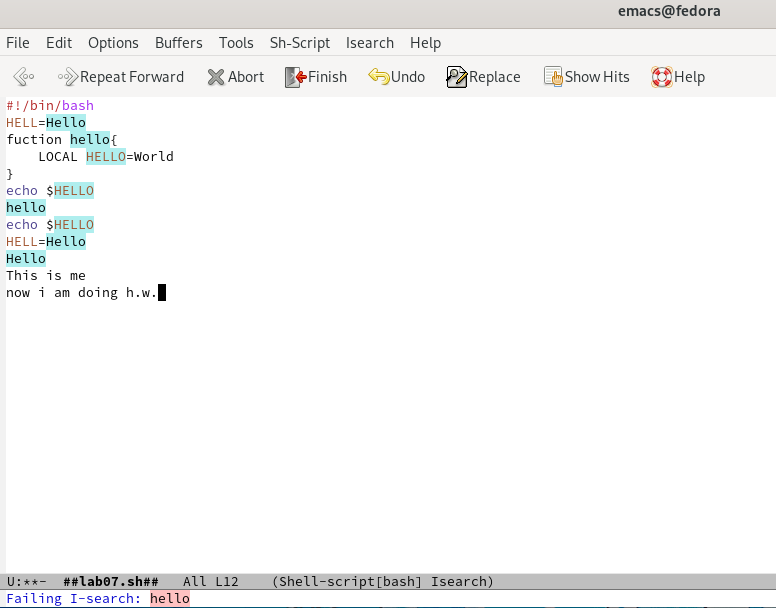 emacs@fedora
File Edit Options Buffers Tools Sh-Script Isearch Help
Repeat Forward Abort Finish Undo Replace Show Hits Help
#!/bin/bash
HELL=Hello
fuction hello{
    LOCAL HELLO=World
}
echo $HELLO
hello
echo $HELLO
HELL=Hello
Hello
This is me
now i am doing h.w.
U:**-  ##lab07.sh##   All L12    (Shell-script[bash] Isearch)
Failing I-search: hello